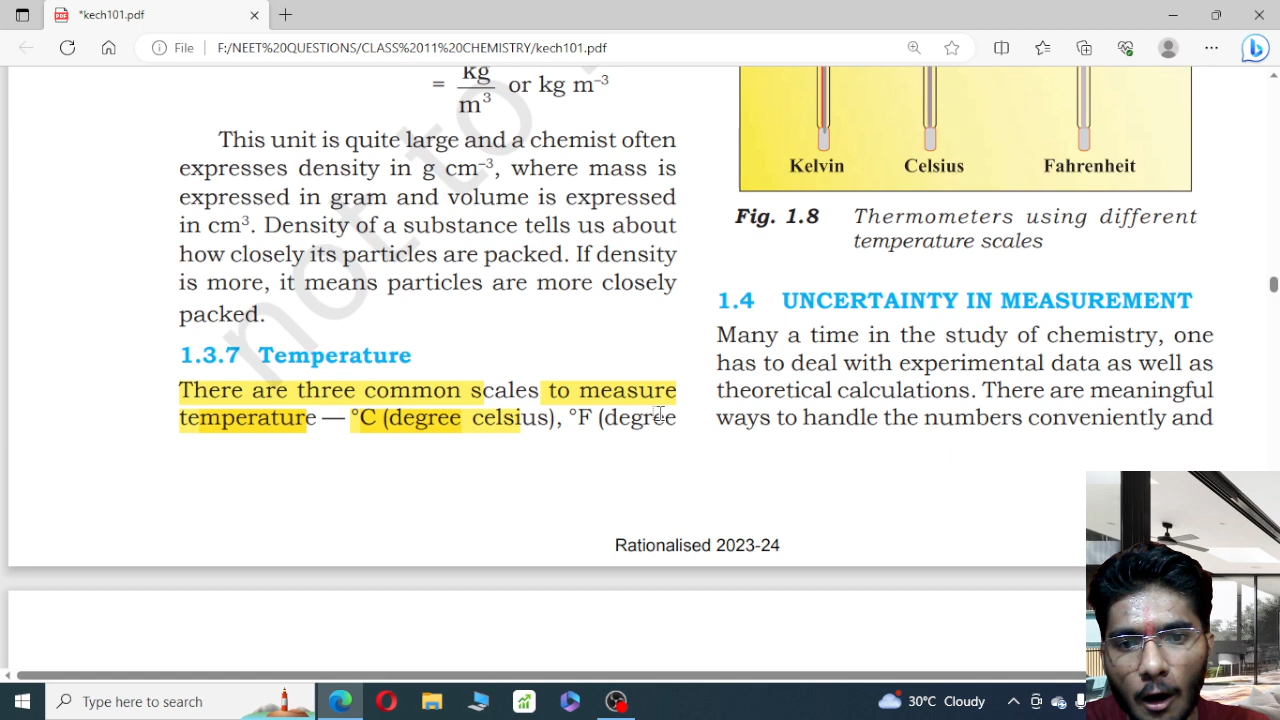 *kech101.pdf
File
F:/NEET%20QUESTIONS/CLASS%2011%20CHEMISTRY/kech101.pdf
= kg/m³ or kg m⁻³
This unit is quite large and a chemist often
expresses density in g cm⁻³, where mass is
expressed in gram and volume is expressed
in cm³. Density of a substance tells us about
how closely its particles are packed. If density
is more, it means particles are more closely
packed.
1.3.7 Temperature
There are three common scales to measure
temperature — °C (degree celsius), °F (degree
Kelvin Celsius Fahrenheit
Fig. 1.8 Thermometers using different
temperature scales
1.4 UNCERTAINTY IN MEASUREMENT
Many a time in the study of chemistry, one
has to deal with experimental data as well as
theoretical calculations. There are meaningful
ways to handle the numbers conveniently and
not to
Rationalised 2023-24
Type here to search
30°C Cloudy